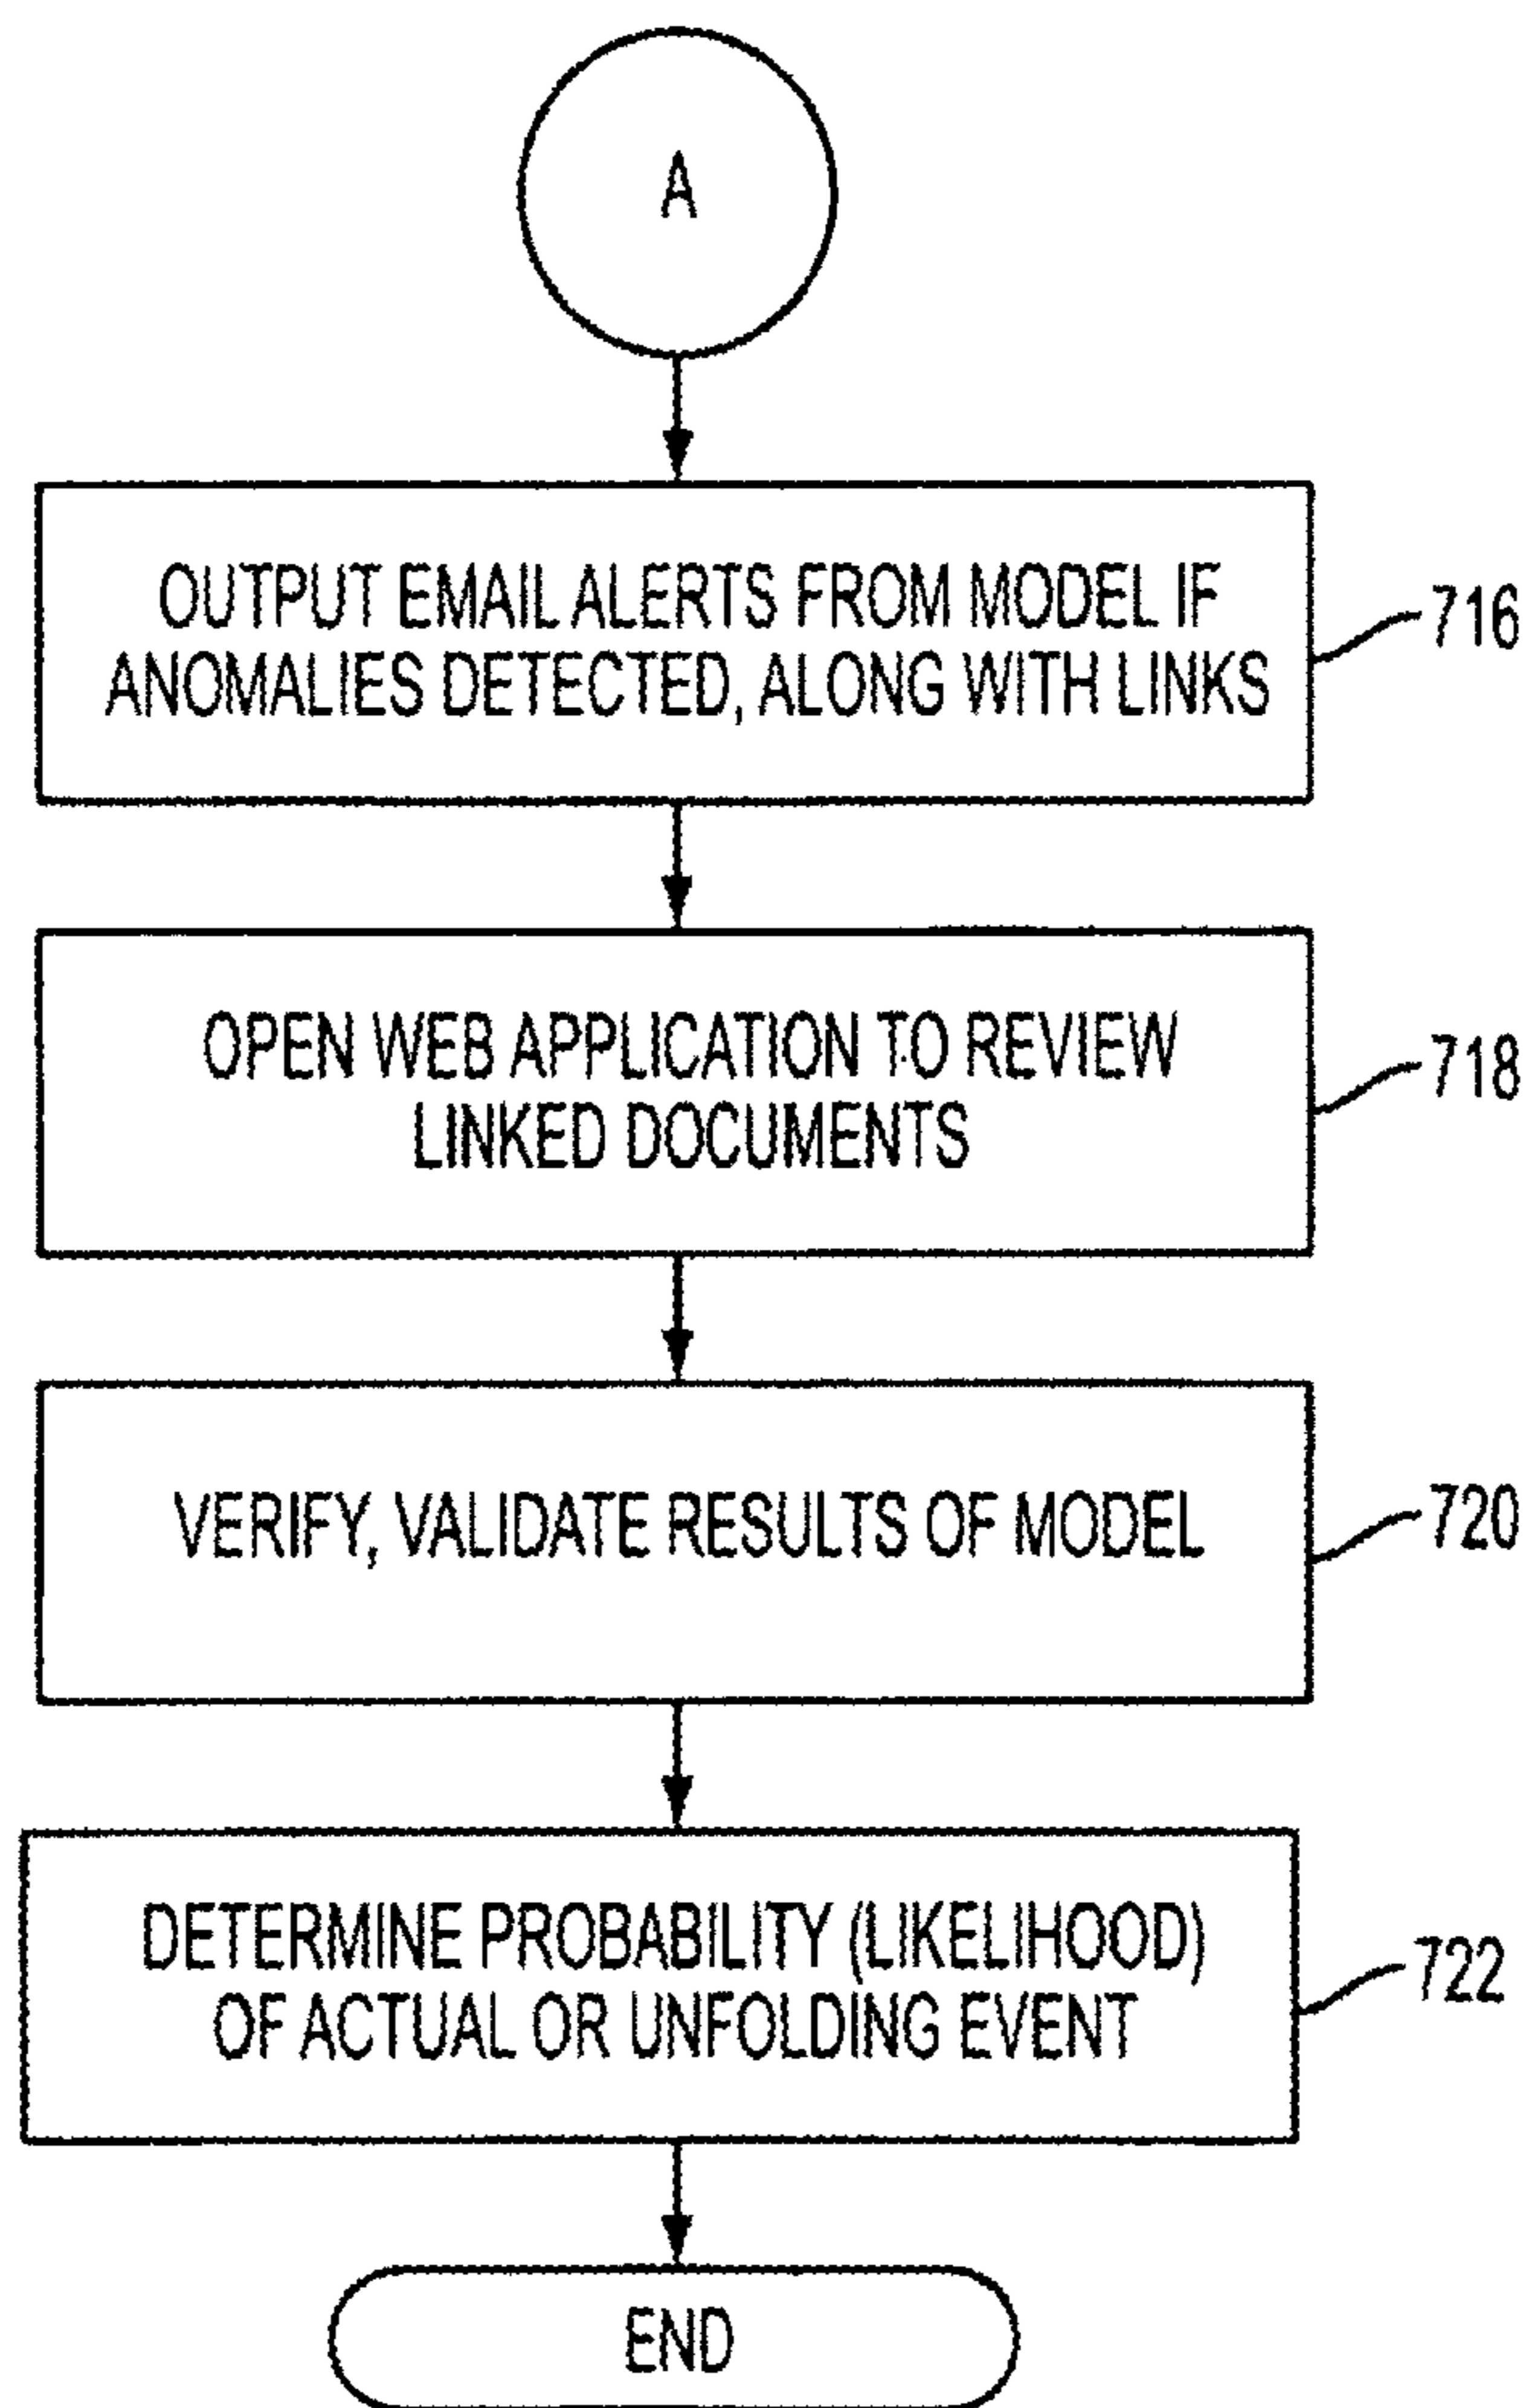 A
OUTPUT EMAIL ALERTS FROM MODEL IF
ANOMALIES DETECTED, ALONG WITH LINKS
716
OPEN WEB APPLICATION TO REVIEW
LINKED DOCUMENTS
718
VERIFY, VALIDATE RESULTS OF MODEL
720
DETERMINE PROBABILITY (LIKELIHOOD)
OF ACTUAL OR UNFOLDING EVENT
722
END